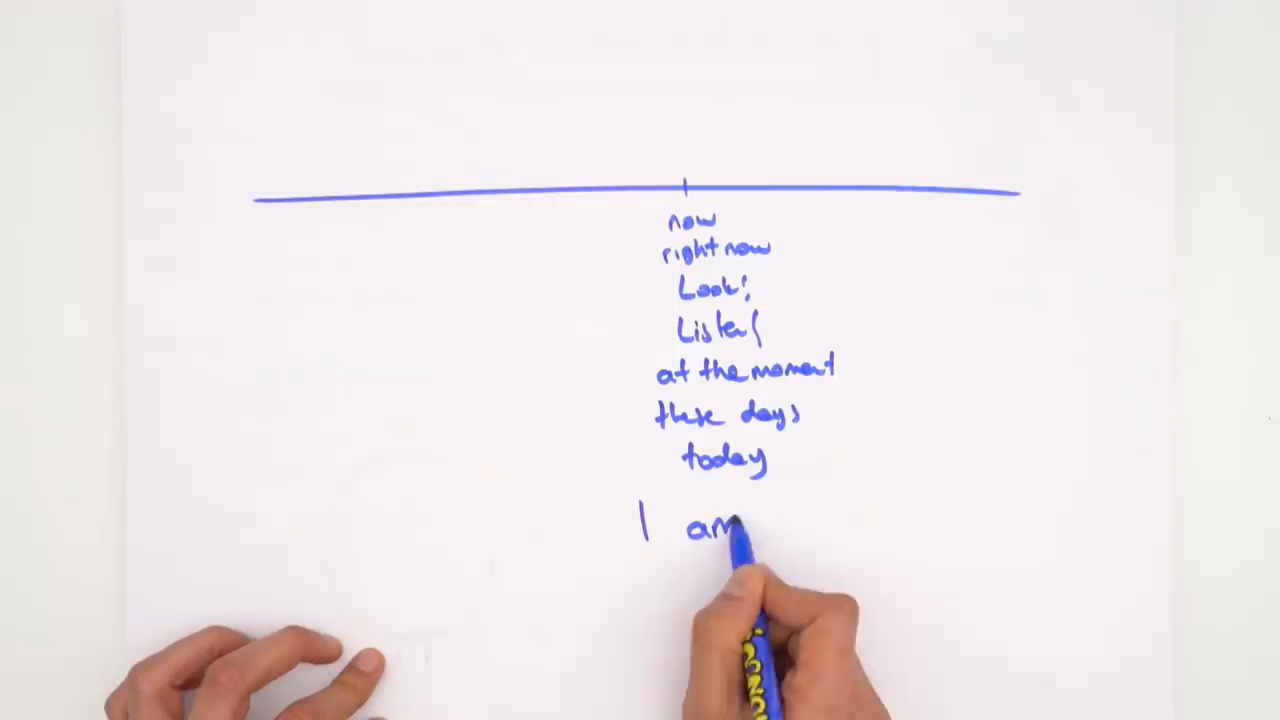 now
right now
Look!
Listen!
at the moment
these days
today
I am